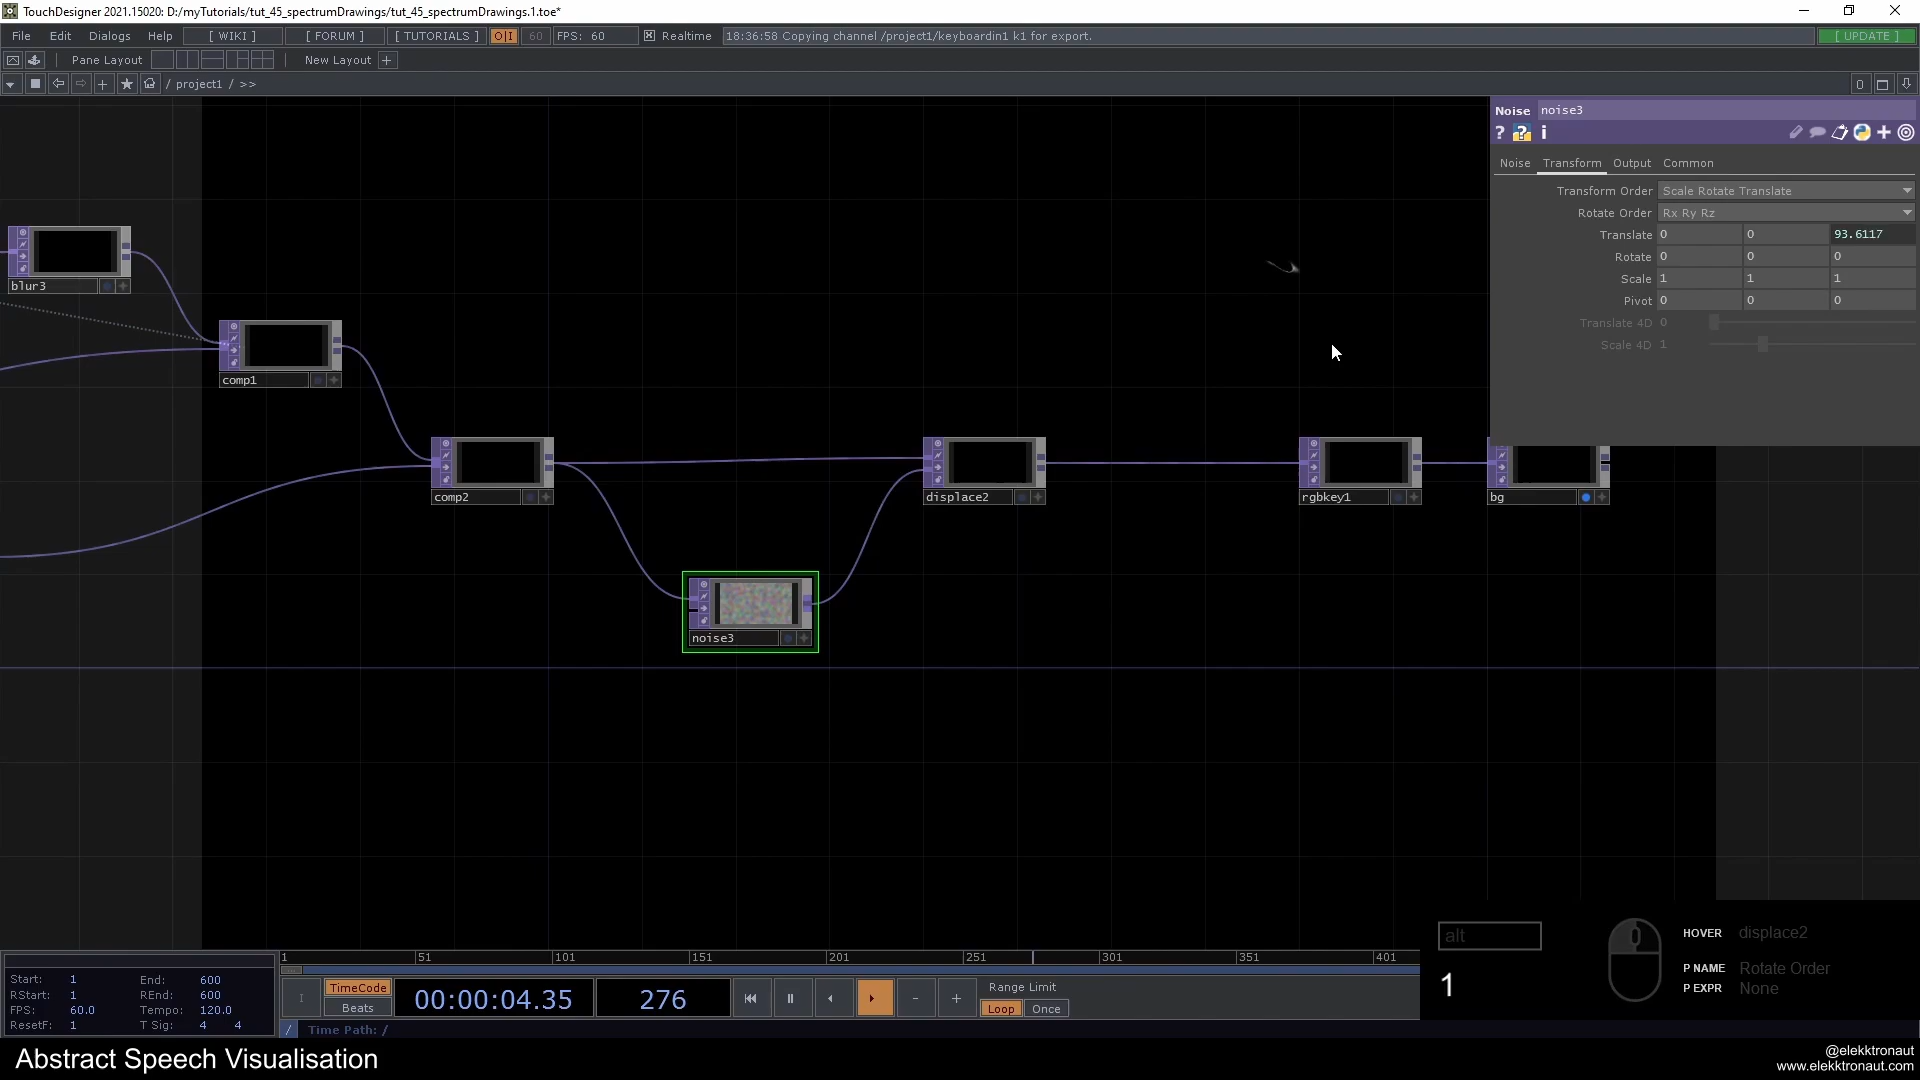 TouchDesigner 2021.15020: D:/myTutorials/tut_45_spectrumDrawings/tut_45_spectrumDrawings.1.toe*
File Edit Dialogs Help [ WIKI ] [ FORUM ] [ TUTORIALS ] O|I 60 FPS: 60 Realtime 18:36:58 Copying channel /project1/keyboardin1 k1 for export. [ UPDATE ]
Pane Layout New Layout +
/ project1 / >> 0
Noise noise3
? ? i
Noise Transform Output Common
Transform Order Scale Rotate Translate
Rotate Order Rx Ry Rz
Translate 0 0 93.6117
Rotate 0 0 0
Scale 1 1 1
Pivot 0 0 0
Translate 4D 0
Scale 4D 1
blur3
comp1
comp2
displace2
rgbkey1
bg
noise3
alt
1
HOVER displace2
P NAME Rotate Order
P EXPR None
1 51 101 151 201 251 301 351 401
Start: 1 End: 600
RStart: 1 REnd: 600
FPS: 60.0 Tempo: 120.0
ResetF: 1 T Sig: 4 4
TimeCode
Beats
00:00:04.35
276
- +
Range Limit
Loop Once
/ Time Path: /
Abstract Speech Visualisation
@elekktronaut
www.elekktronaut.com